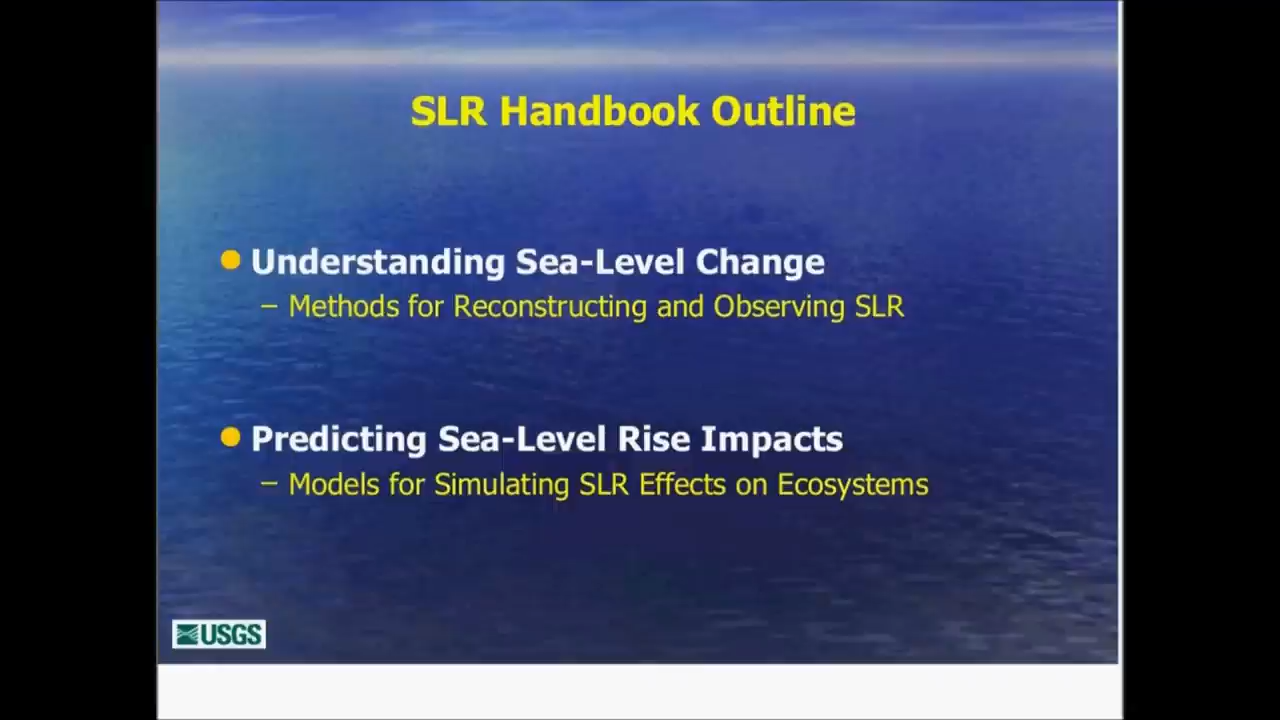 SLR Handbook Outline
Understanding Sea-Level Change
– Methods for Reconstructing and Observing SLR
Predicting Sea-Level Rise Impacts
– Models for Simulating SLR Effects on Ecosystems
USGS